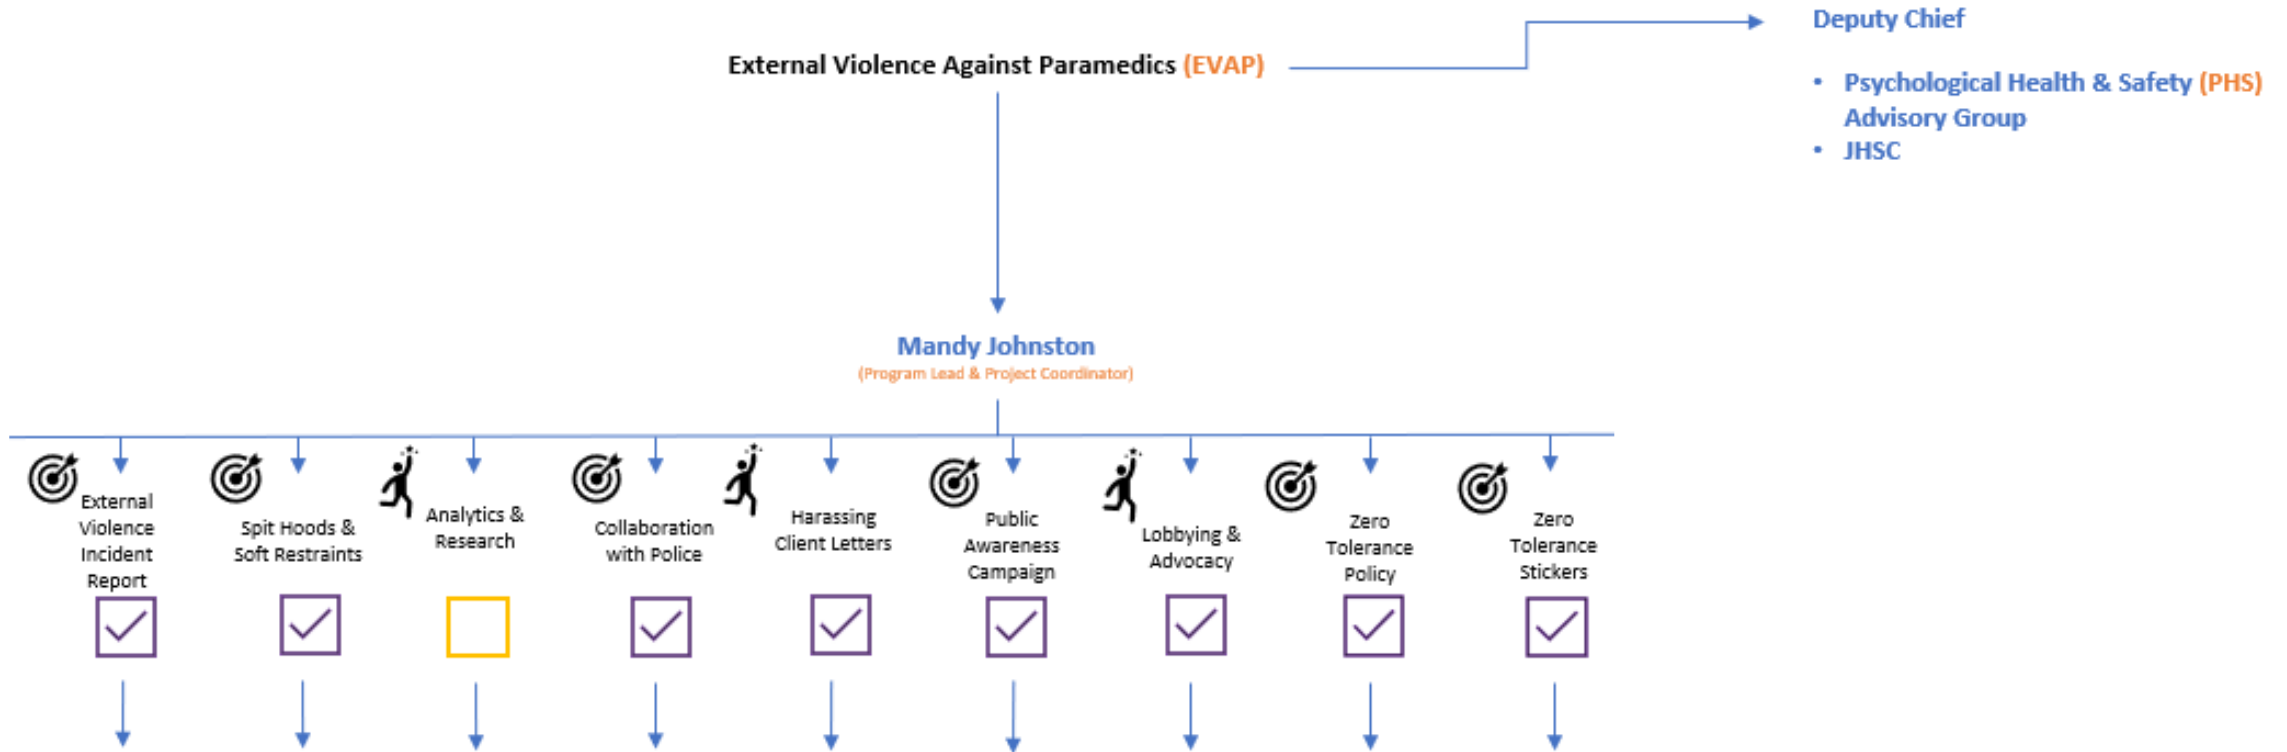 Deputy Chief
External Violence Against Paramedics (EVAP)
• Psychological Health & Safety (PHS)
Advisory Group
• JHSC
Mandy Johnston
(Program Lead & Project Coordinator)
External
Violence
Incident
Report
Spit Hoods &
Soft Restraints
Analytics &
Research
Collaboration
with Police
Harassing
Client Letters
Public
Awareness
Campaign
Lobbying &
Advocacy
Zero
Tolerance
Policy
Zero
Tolerance
Stickers